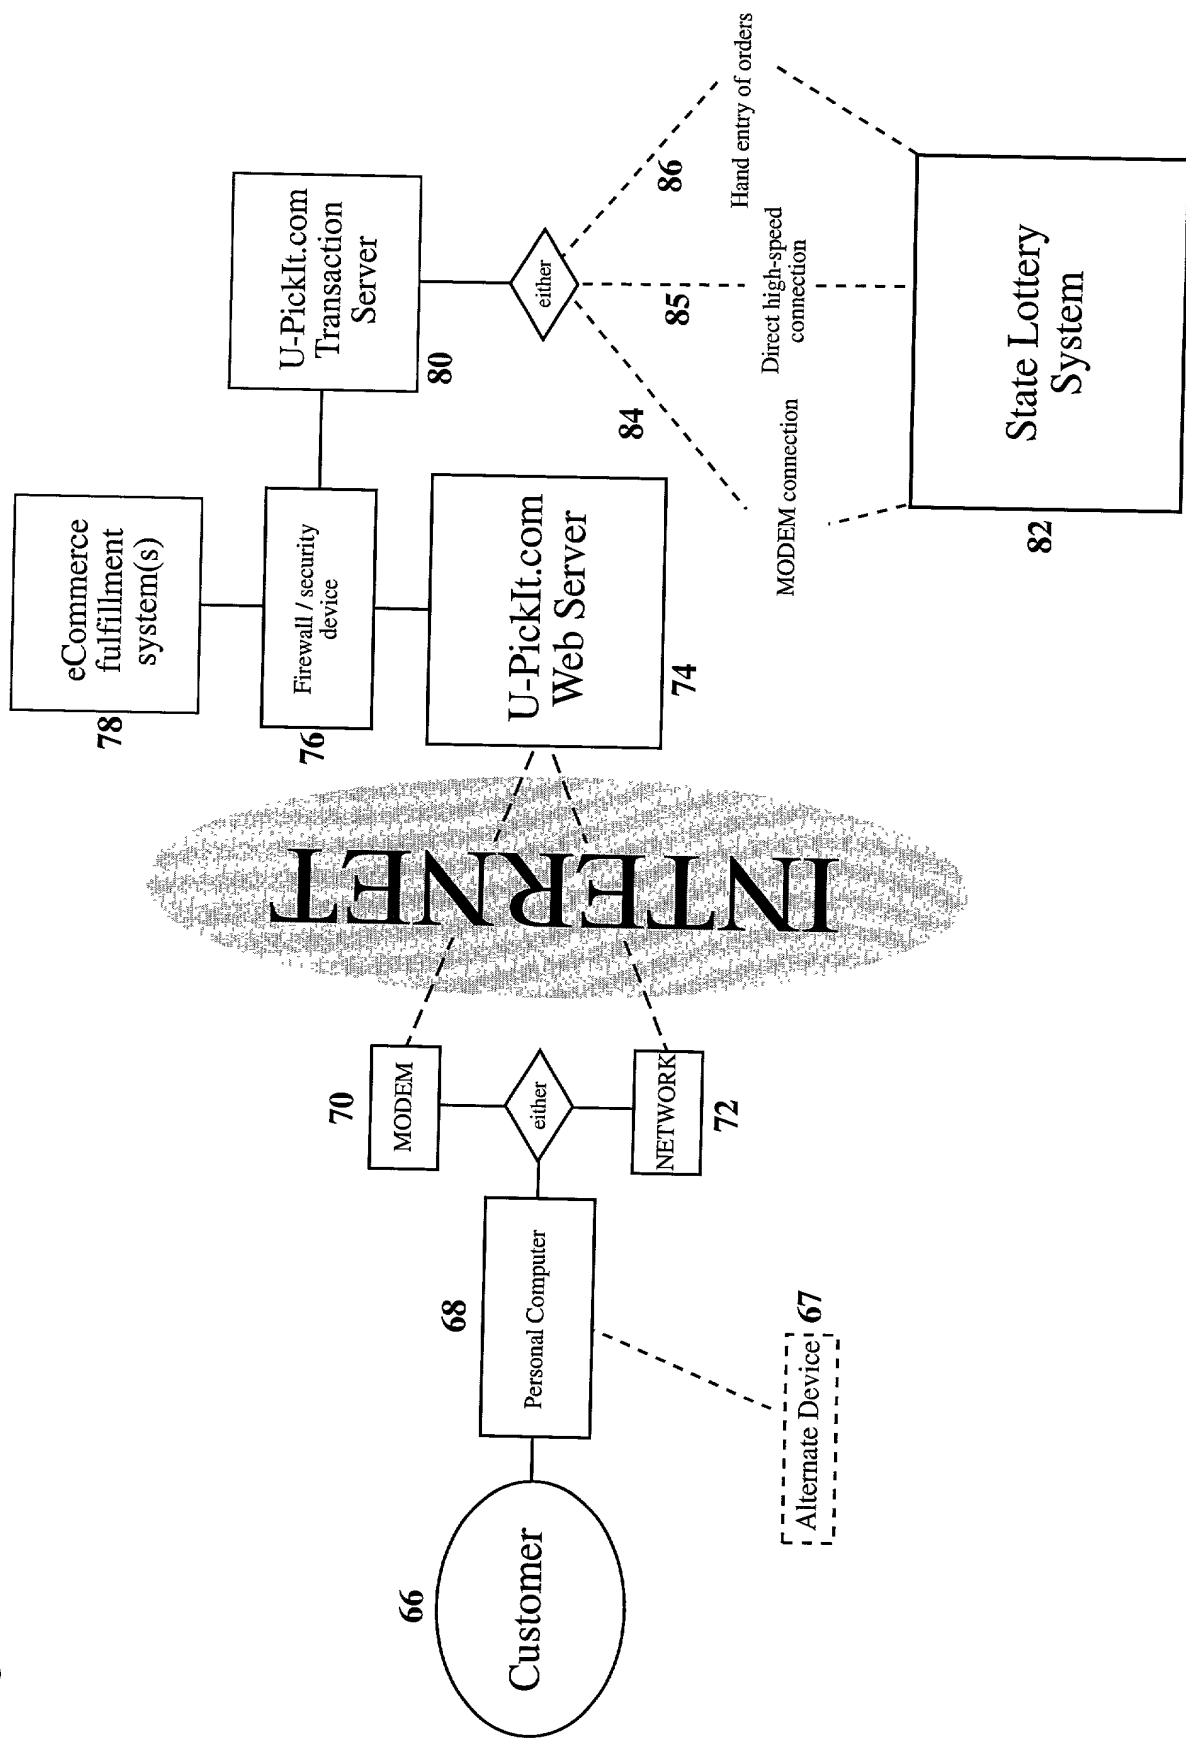 66
Customer
68
Personal Computer
Alternate Device
67
70
MODEM
either
NETWORK
72
INTERNET
78
eCommerce
fulfillment
system(s)
76
Firewall / security
device
U-PickIt.com
Web Server
74
U-PickIt.com
Transaction
Server
80
either
84
85
86
MODEM connection
Direct high-speed
connection
Hand entry of orders
82
State Lottery
System